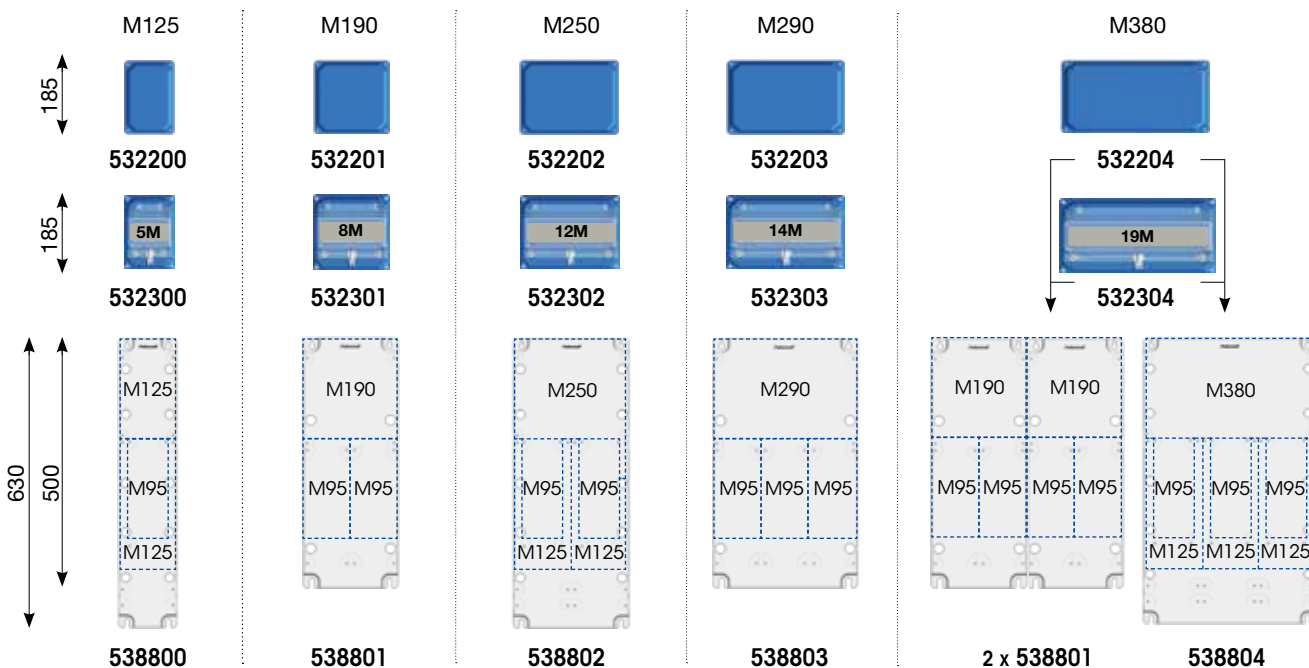 M125 M190 M250 M290 M380
185
532200 532201 532202 532203 532204
185
5M 8M 12M 14M 19M
532300 532301 532302 532303 532304
630
500
M125 M190 M250 M290 M190 M190 M380
M95 M95 M95 M95 M95 M95 M95 M95 M95 M95 M95 M95 M95 M95 M95
M125 M125 M125 M125 M125 M125
538800 538801 538802 538803 2 x 538801 538804